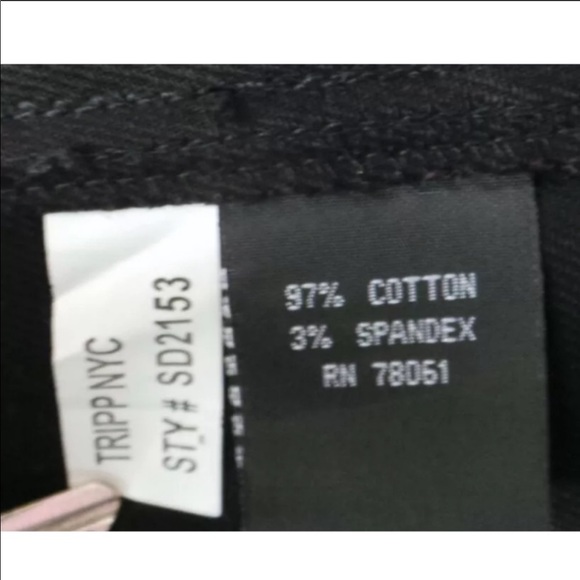 TRIPP NYC
STY# SD2153
97% COTTON
3% SPANDEX
RN 78061